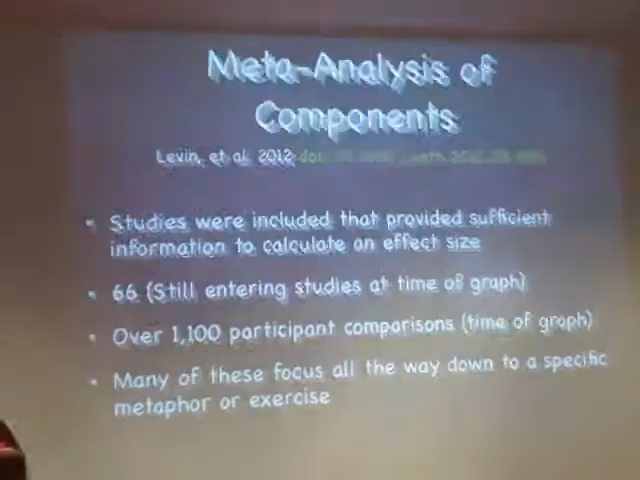 Meta-Analysis of
Components
Levin, et al. 2012
• Studies were included that provided sufficient
information to calculate an effect size
• 66 (Still entering studies at time of graph)
• Over 1,100 participant comparisons (time of graph)
• Many of these focus all the way down to a specific
metaphor or exercise